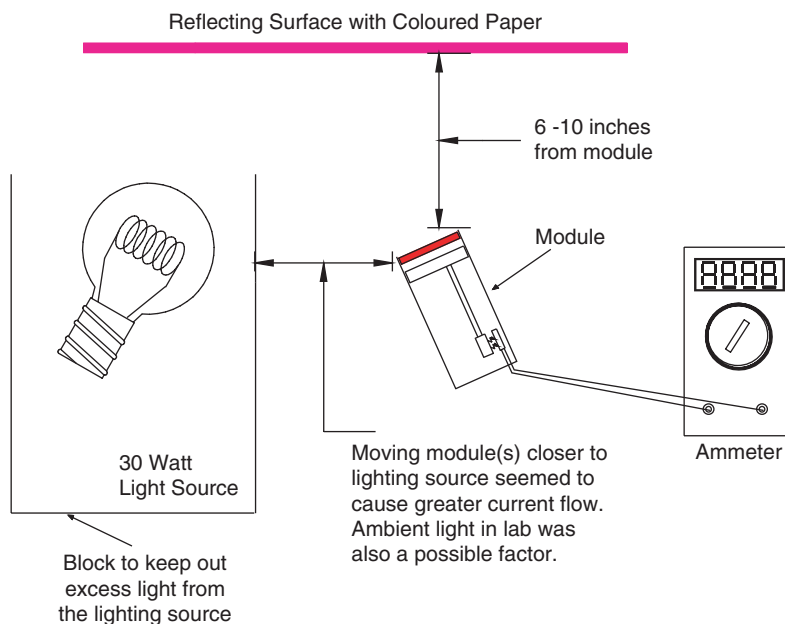 Reflecting Surface with Coloured Paper
6 -10 inches
from module
Module
8888
30 Watt
Light Source
Moving module(s) closer to
lighting source seemed to
cause greater current flow.
Ambient light in lab was
also a possible factor.
Ammeter
Block to keep out
excess light from
the lighting source